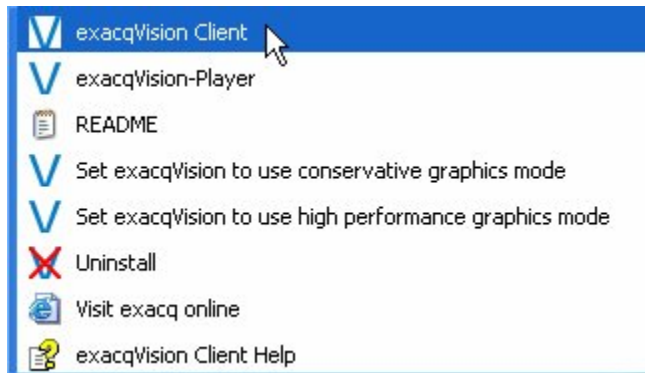 exacqVision Client
exacqVision-Player
README
Set exacqVision to use conservative graphics mode
Set exacqVision to use high performance graphics mode
Uninstall
Visit exacq online
exacqVision Client Help